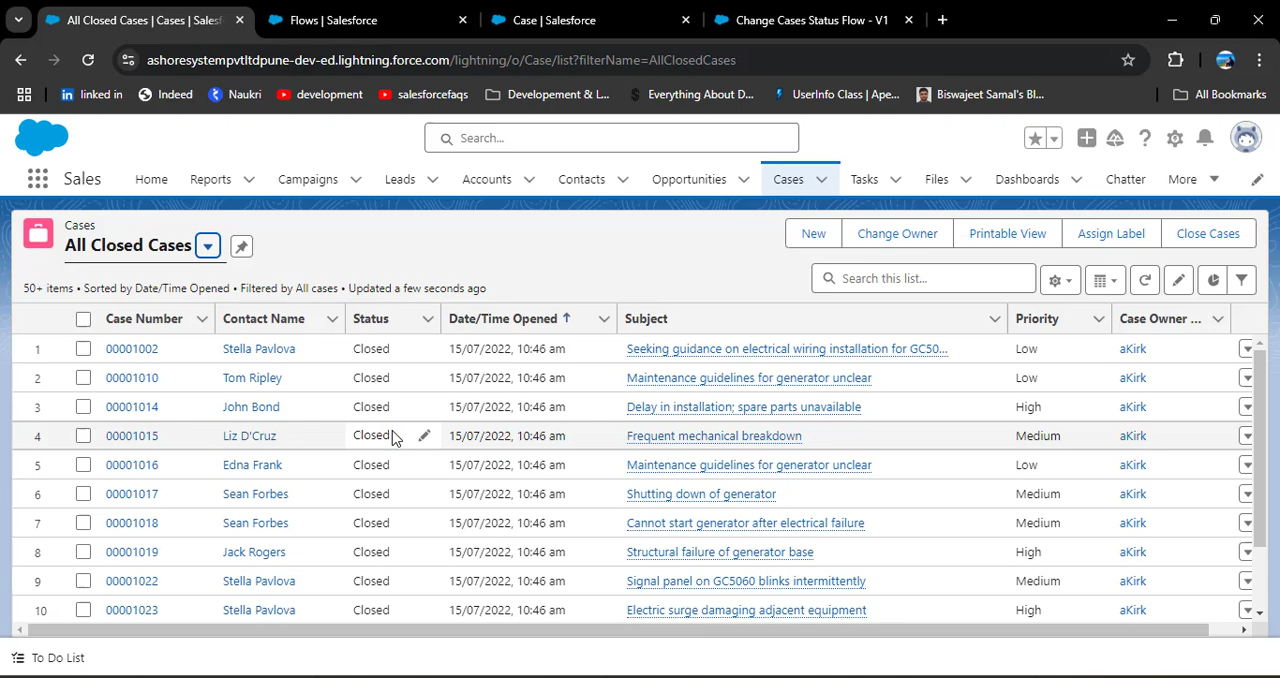 All Closed Cases | Cases | Salesf
Flows | Salesforce
Case | Salesforce
Change Cases Status Flow - V1
ashoresystempvtltdpune-dev-ed.lightning.force.com/lightning/o/Case/list?filterName=AllClosedCases
linked in
Indeed
Naukri
development
salesforcefaqs
Developement & L...
Everything About D...
UserInfo Class | Ape...
Biswajeet Samal's Bl...
All Bookmarks
Search...
Sales
Home
Reports
Campaigns
Leads
Accounts
Contacts
Opportunities
Cases
Tasks
Files
Dashboards
Chatter
More
Cases
All Closed Cases
New
Change Owner
Printable View
Assign Label
Close Cases
50+ items • Sorted by Date/Time Opened • Filtered by All cases • Updated a few seconds ago
Search this list...
Case Number Contact Name Status Date/Time Opened Subject Priority Case Owner ...
1 00001002 Stella Pavlova Closed 15/07/2022, 10:46 am Seeking guidance on electrical wiring installation for GC50... Low aKirk
2 00001010 Tom Ripley Closed 15/07/2022, 10:46 am Maintenance guidelines for generator unclear Low aKirk
3 00001014 John Bond Closed 15/07/2022, 10:46 am Delay in installation; spare parts unavailable High aKirk
4 00001015 Liz D'Cruz Closed 15/07/2022, 10:46 am Frequent mechanical breakdown Medium aKirk
5 00001016 Edna Frank Closed 15/07/2022, 10:46 am Maintenance guidelines for generator unclear Low aKirk
6 00001017 Sean Forbes Closed 15/07/2022, 10:46 am Shutting down of generator Medium aKirk
7 00001018 Sean Forbes Closed 15/07/2022, 10:46 am Cannot start generator after electrical failure Medium aKirk
8 00001019 Jack Rogers Closed 15/07/2022, 10:46 am Structural failure of generator base High aKirk
9 00001022 Stella Pavlova Closed 15/07/2022, 10:46 am Signal panel on GC5060 blinks intermittently Medium aKirk
10 00001023 Stella Pavlova Closed 15/07/2022, 10:46 am Electric surge damaging adjacent equipment High aKirk
To Do List